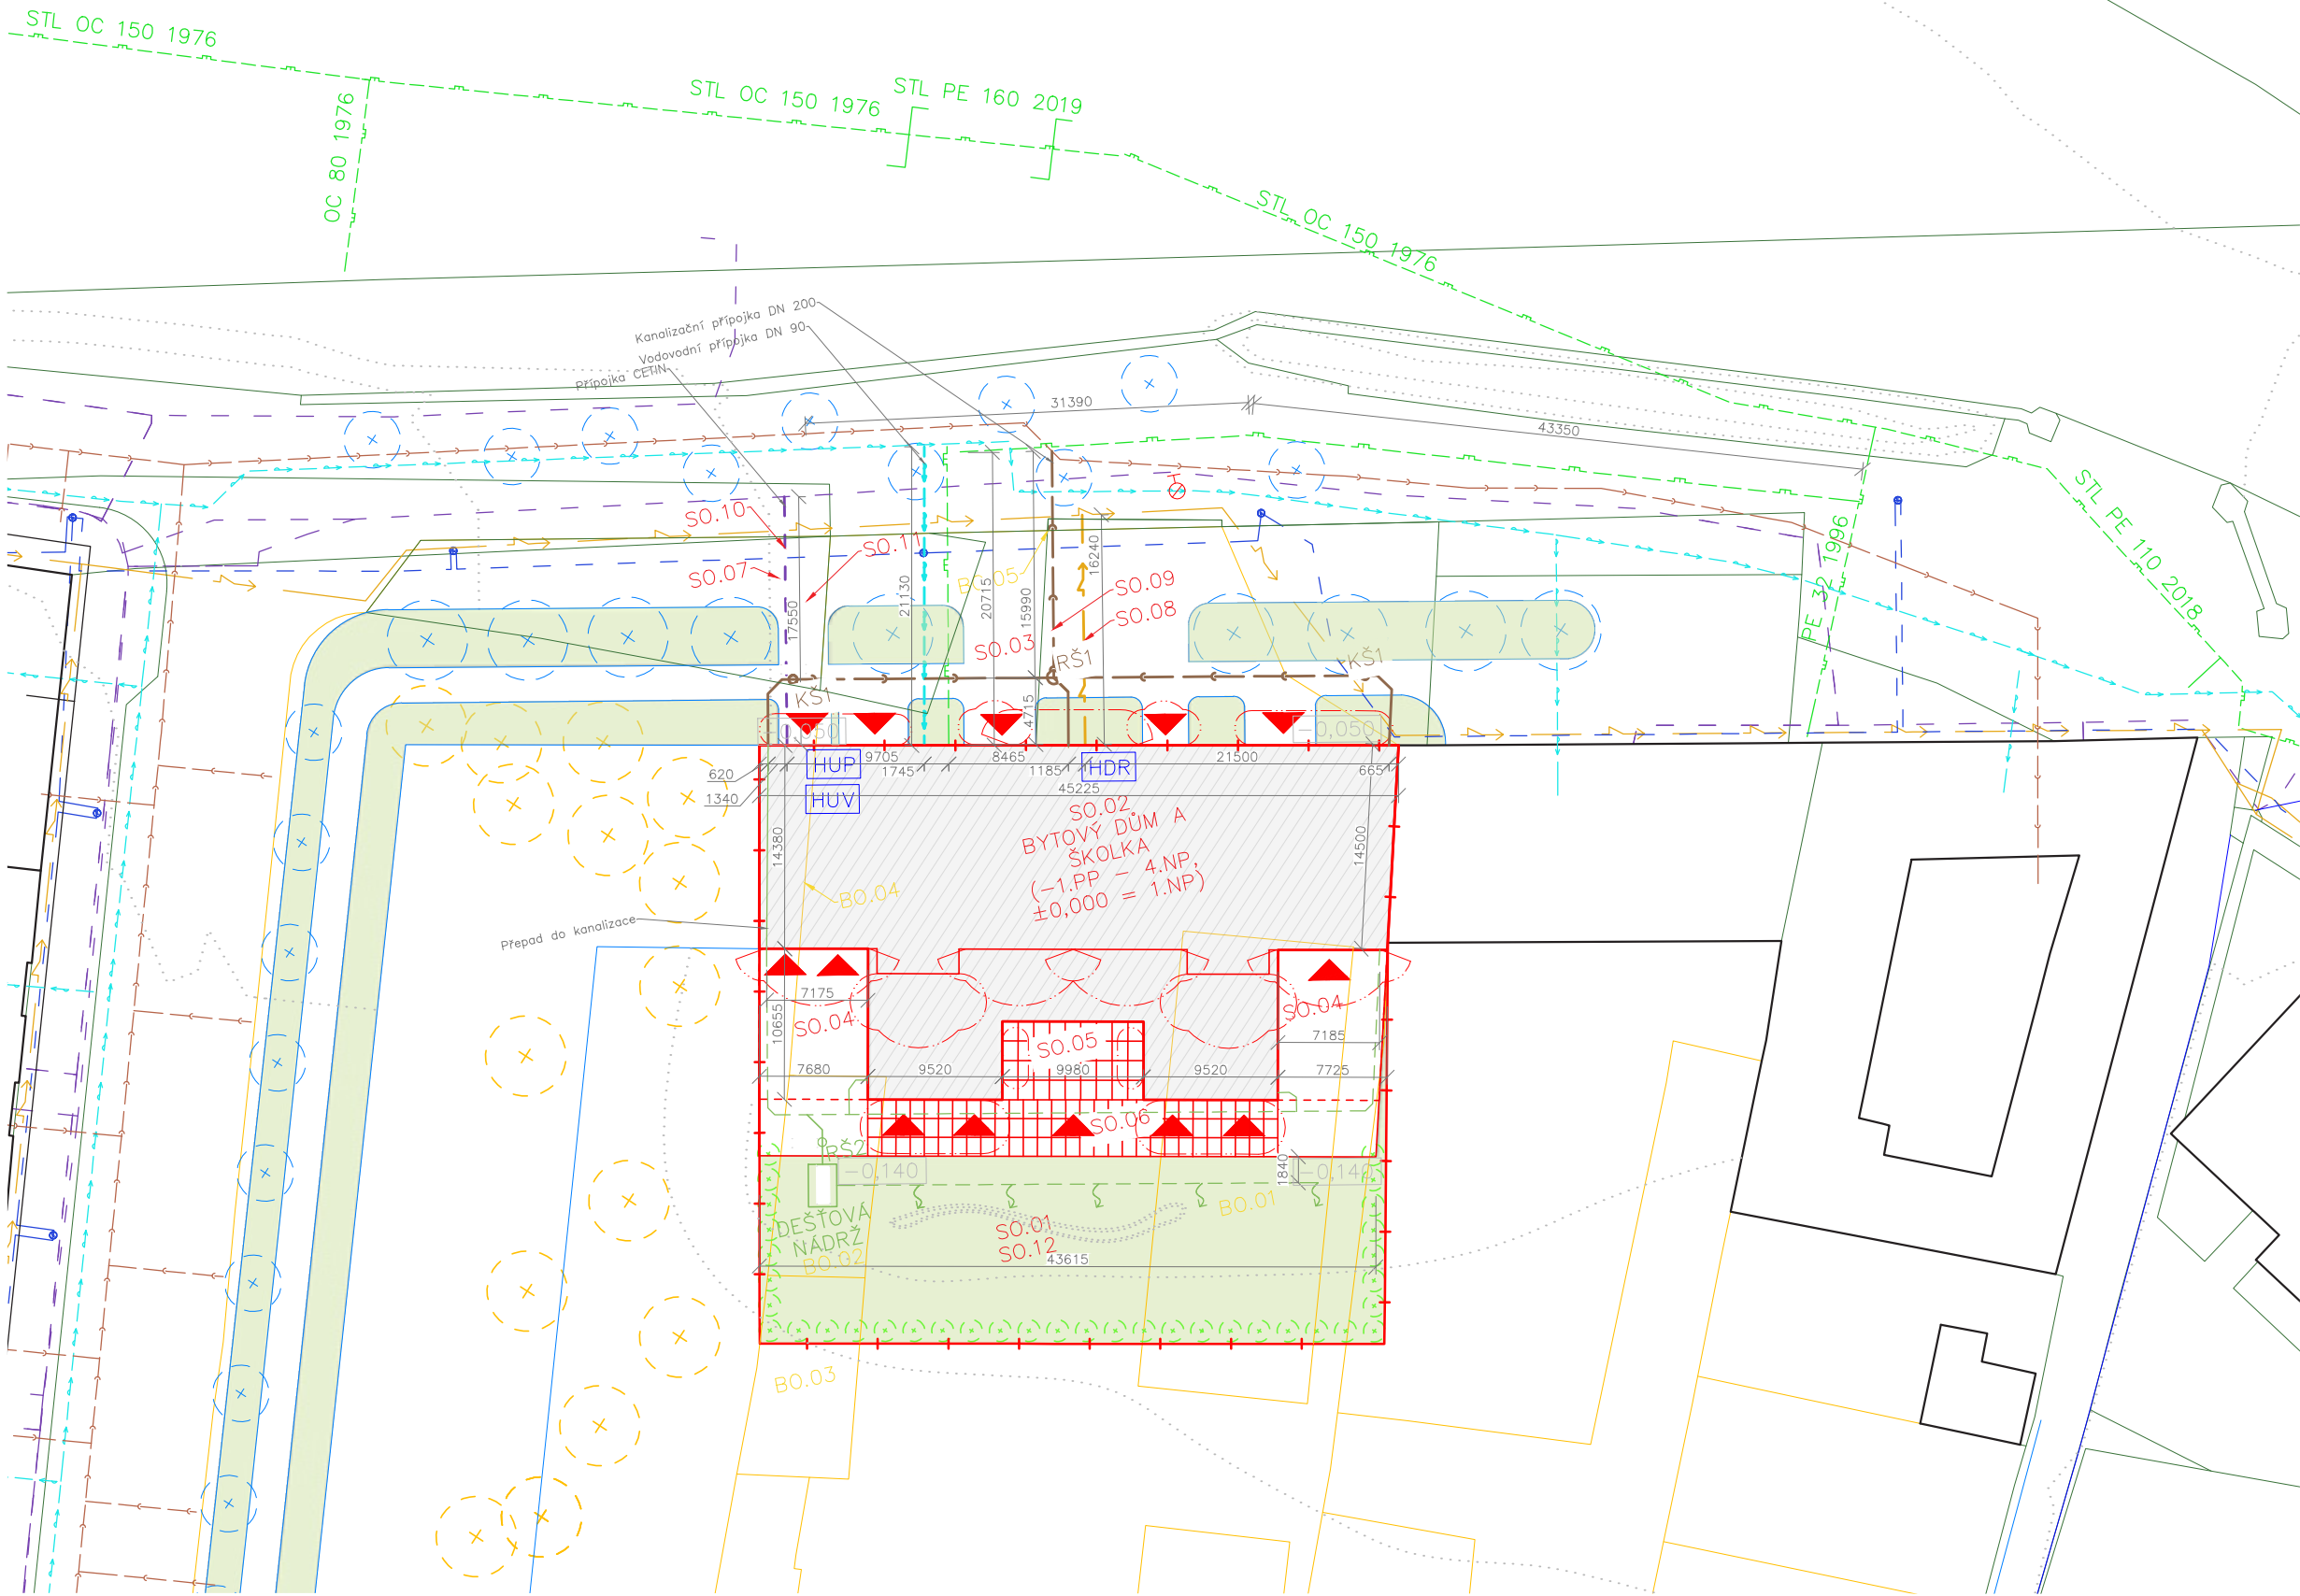 STL OC 150 1976
OC 80 1976
STL OC 150 1976
STL PE 160 2019
STL OC 150 1976
Kanalizační přípojka DN 200
Vodovodní přípojka DN 90
Přípojka CETIN
31390
43350
STL PE 110 2018
PE 32 1996
SO.10
SO.11
SO.07
BO.05
SO.09
SO.08
SO.03
17550
21130
20715
15990
16240
4715
RŠ1
KŠ1
KŠ1
-0,050
-0,050
HUP
HUV
HDR
9705
1745
8465
1185
21500
665
620
1340
45225
SO.02
BYTOVÝ DŮM A
ŠKOLKA
(-1.PP - 4.NP,
±0,000 = 1.NP)
14380
14500
BO.04
Přepad do kanalizace
7175
SO.04
10655
SO.04
7185
SO.05
7680
9520
9980
9520
7725
SO.06
RŠ2
-0,140
1840
-0,140
DEŠŤOVÁ
NÁDRŽ
BO.02
SO.01
SO.12
BO.01
43615
BO.03